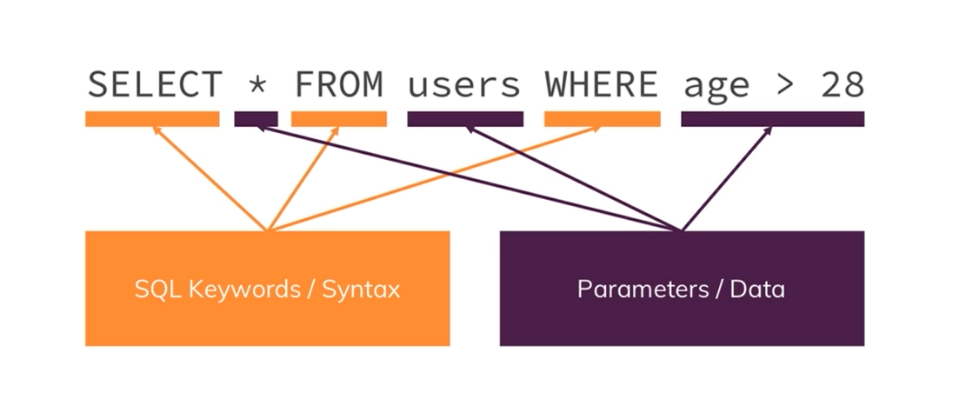 SELECT * FROM users WHERE age > 28
SQL Keywords / Syntax
Parameters / Data